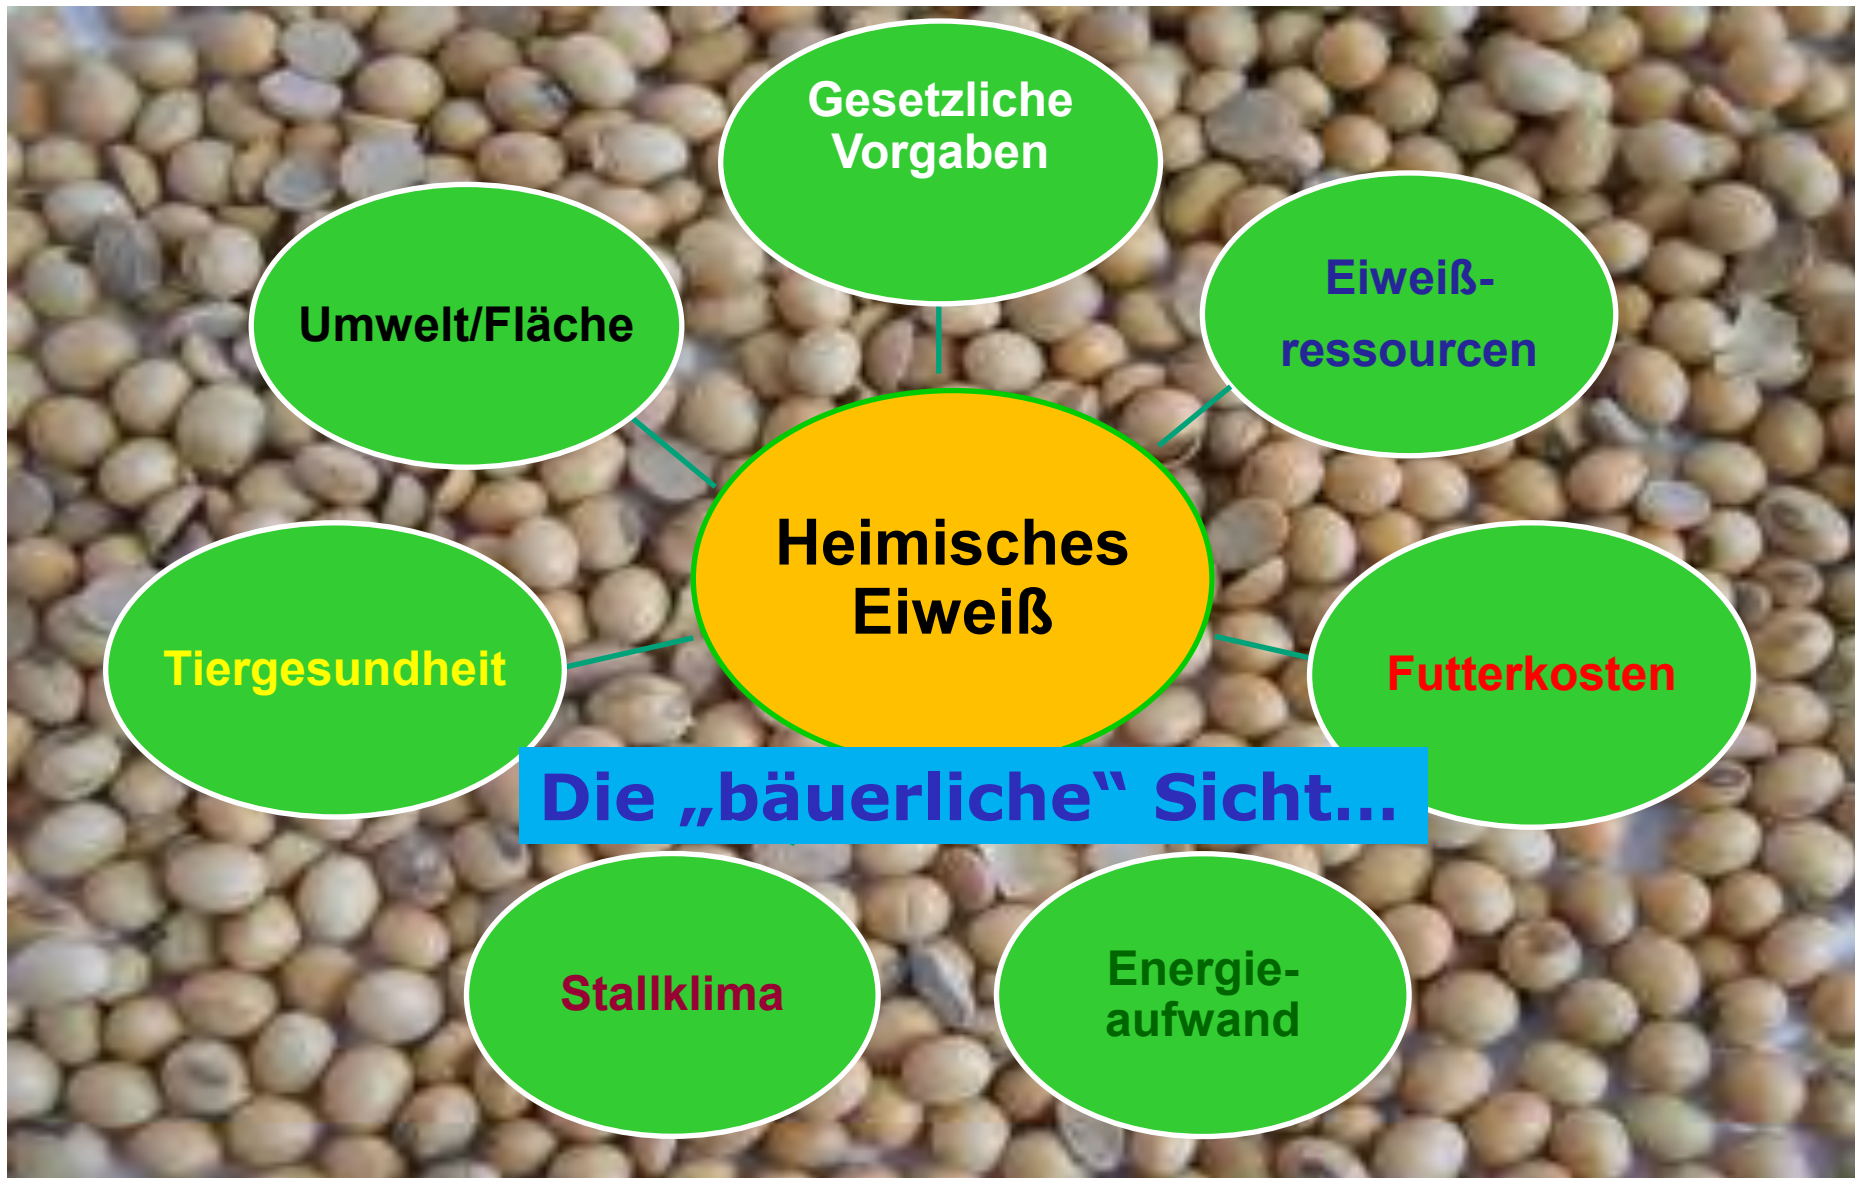 Gesetzliche
Vorgaben
Umwelt/Fläche
Eiweiß-
ressourcen
Heimisches
Eiweiß
Tiergesundheit
Futterkosten
Die „bäuerliche“ Sicht...
Stallklima
Energie-
aufwand